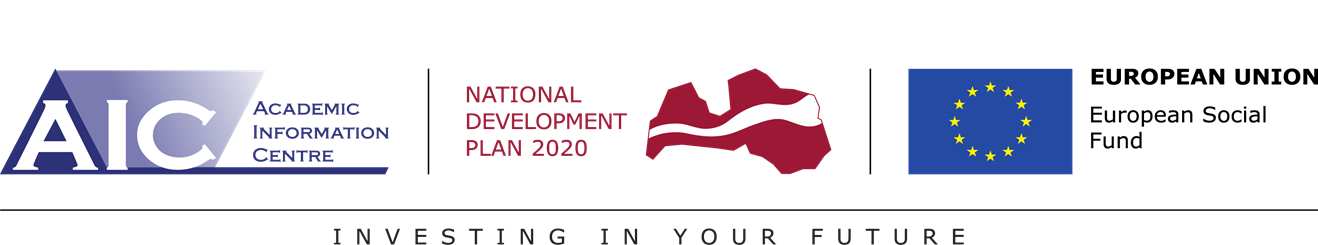 AIC
ACADEMIC
INFORMATION
CENTRE
NATIONAL
DEVELOPMENT
PLAN 2020
EUROPEAN UNION
European Social
Fund
INVESTING IN YOUR FUTURE